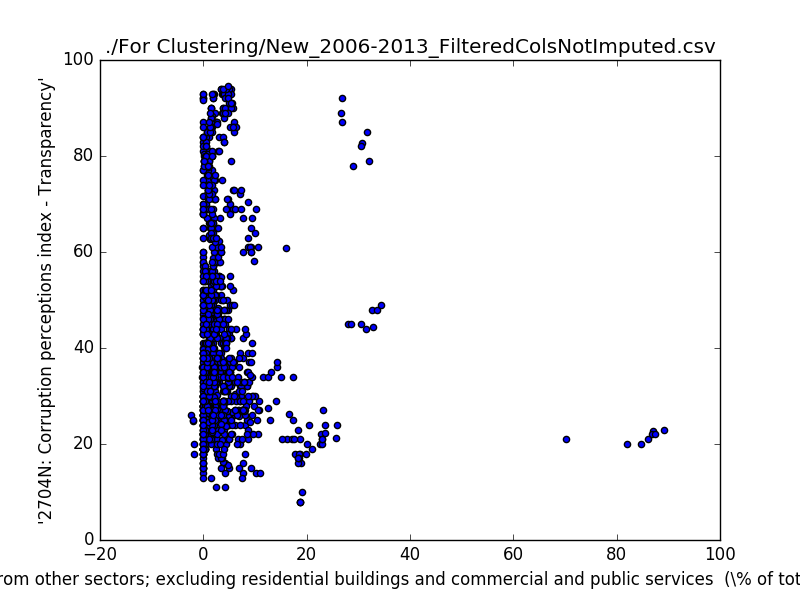 ./For Clustering/New_2006-2013_FilteredColsNotImputed.csv
'2704N: Corruption perceptions index - Transparency'
100
80
60
40
20
0
−20 0 20 40 60 80 100
from other sectors; excluding residential buildings and commercial and public services (\% of tot